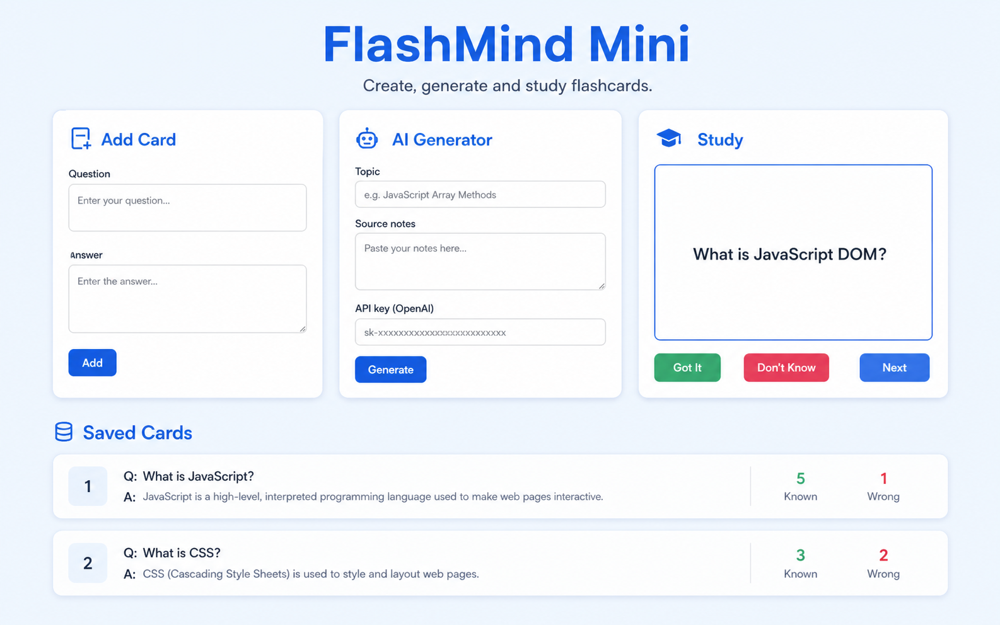 FlashMind Mini
Create, generate and study flashcards.
Add Card
Question
Enter your question...
Answer
Enter the answer...
Add
AI Generator
Topic
e.g. JavaScript Array Methods
Source notes
Paste your notes here...
API key (OpenAI)
sk-xxxxxxxxxxxxxxxxxxxxxxxxx
Generate
Study
What is JavaScript DOM?
Got It
Don't Know
Next
Saved Cards
1
Q: What is JavaScript?
A: JavaScript is a high-level, interpreted programming language used to make web pages interactive.
5
Known
1
Wrong
2
Q: What is CSS?
A: CSS (Cascading Style Sheets) is used to style and layout web pages.
3
Known
2
Wrong